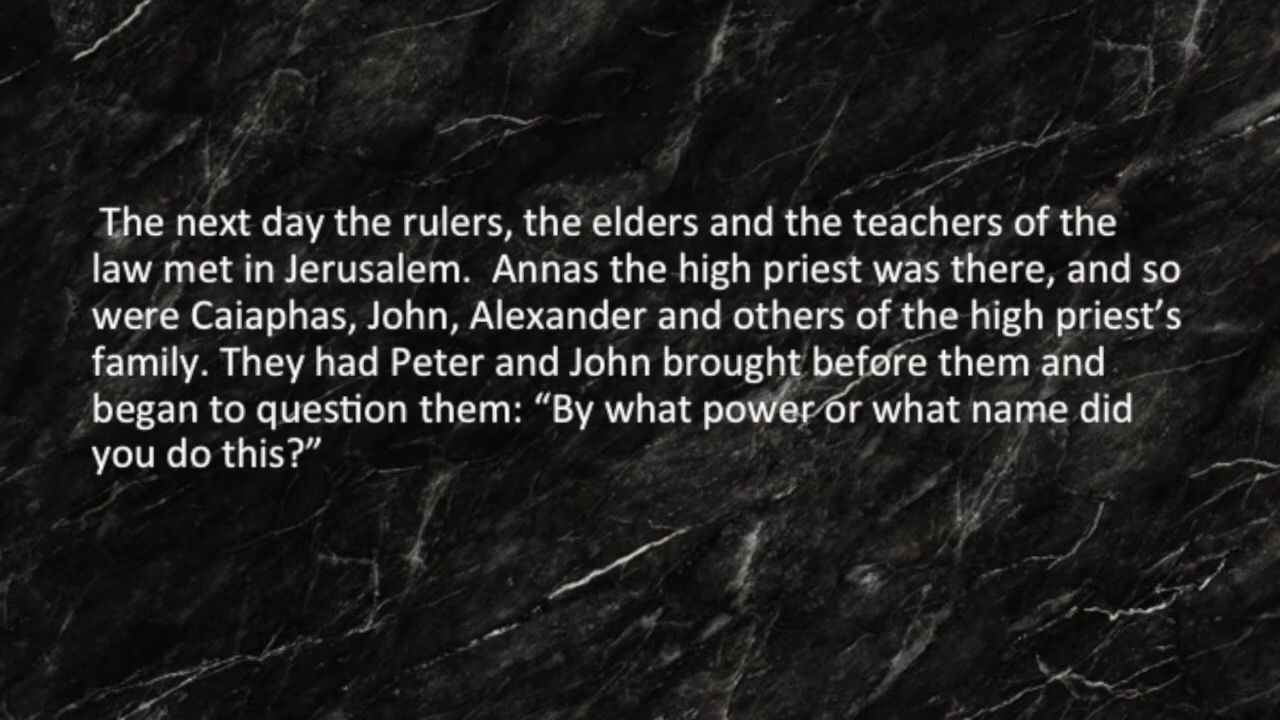 The next day the rulers, the elders and the teachers of the
law met in Jerusalem.  Annas the high priest was there, and so
were Caiaphas, John, Alexander and others of the high priest’s
family. They had Peter and John brought before them and
began to question them: “By what power or what name did
you do this?”